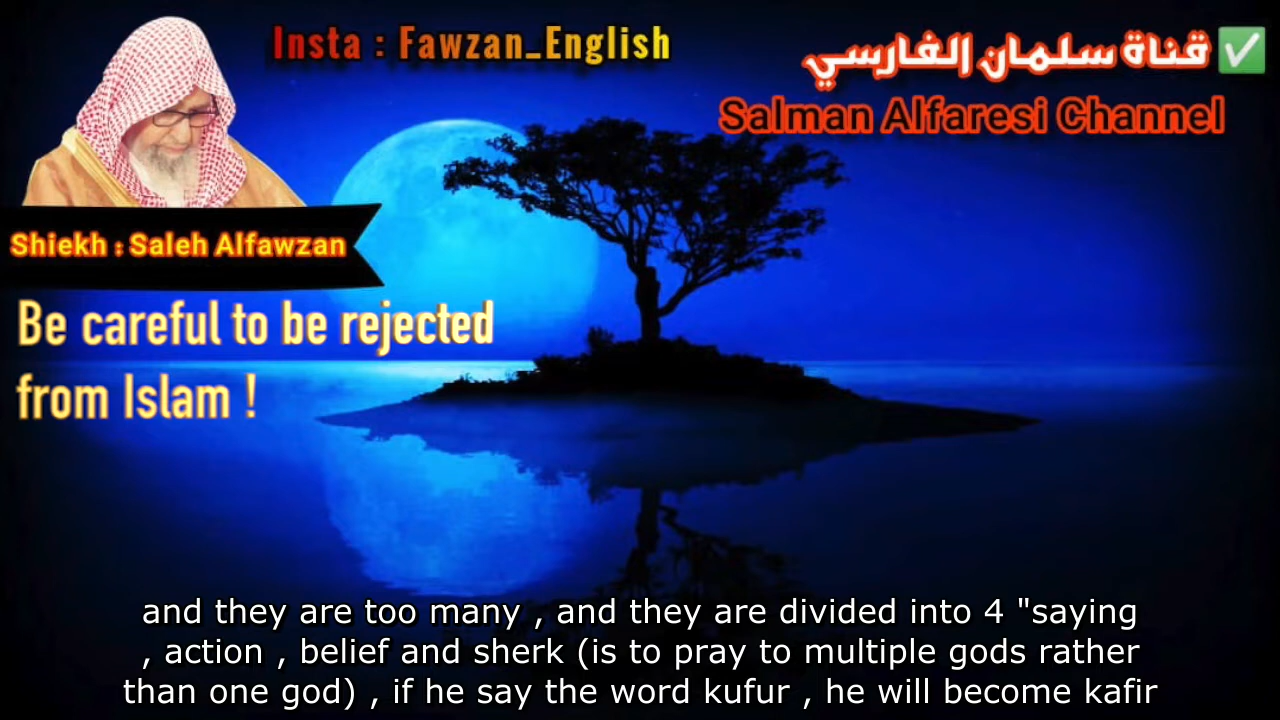 Insta : Fawzan_English
قناة سلمان الفارسي
Salman Alfaresi Channel
Shiekh : Saleh Alfawzan
Be careful to be rejected
from Islam !
and they are too many , and they are divided into 4 "saying
, action , belief and sherk (is to pray to multiple gods rather
than one god) , if he say the word kufur , he will become kafir